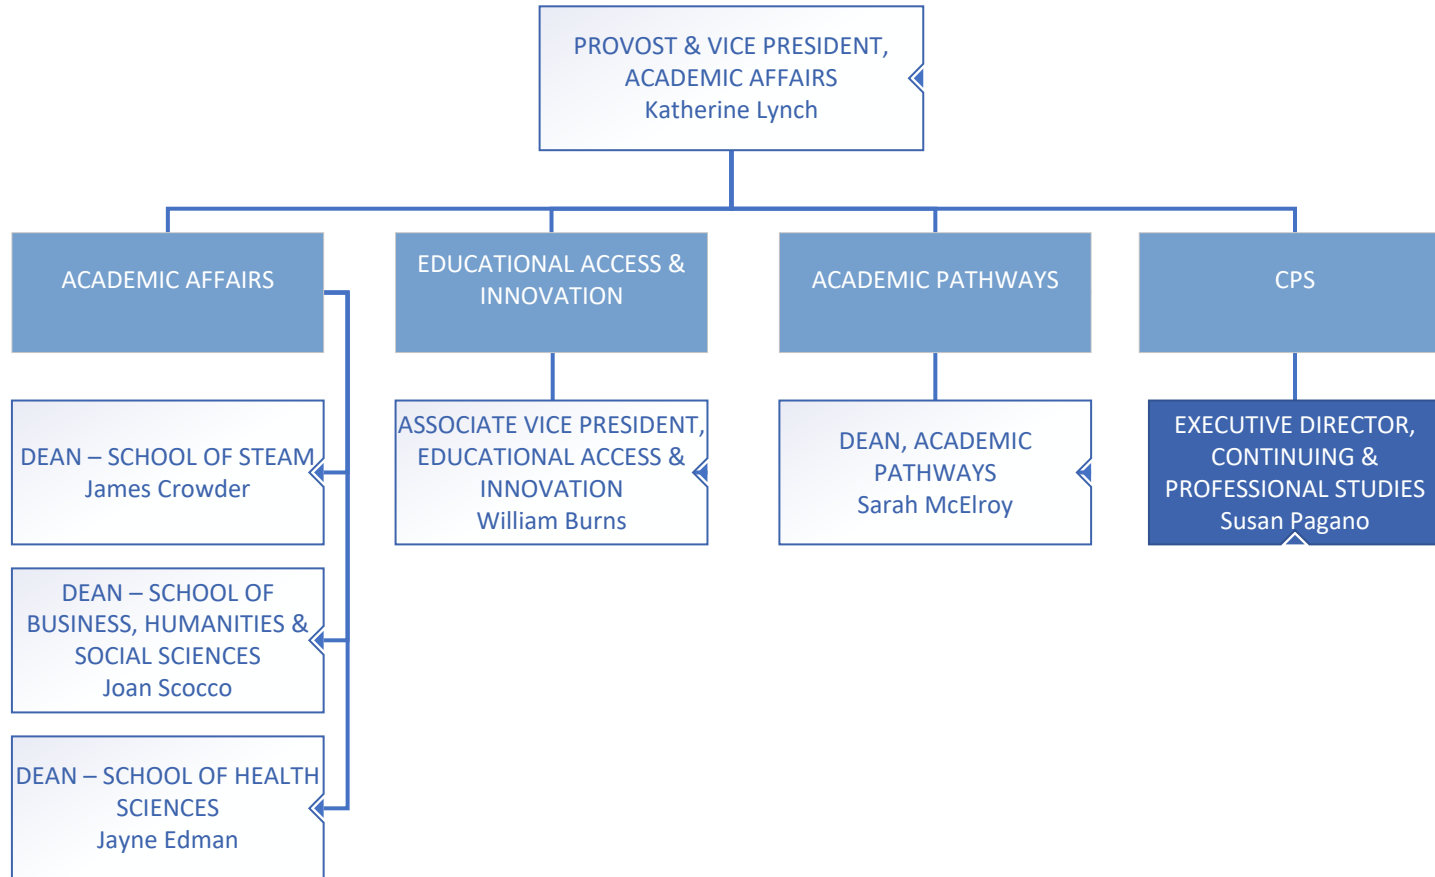 PROVOST & VICE PRESIDENT,
ACADEMIC AFFAIRS
Katherine Lynch
ACADEMIC AFFAIRS
EDUCATIONAL ACCESS &
INNOVATION
ACADEMIC PATHWAYS
CPS
DEAN – SCHOOL OF STEAM
James Crowder
ASSOCIATE VICE PRESIDENT,
EDUCATIONAL ACCESS &
INNOVATION
William Burns
DEAN, ACADEMIC
PATHWAYS
Sarah McElroy
EXECUTIVE DIRECTOR,
CONTINUING &
PROFESSIONAL STUDIES
Susan Pagano
DEAN – SCHOOL OF
BUSINESS, HUMANITIES &
SOCIAL SCIENCES
Joan Scocco
DEAN – SCHOOL OF HEALTH
SCIENCES
Jayne Edman